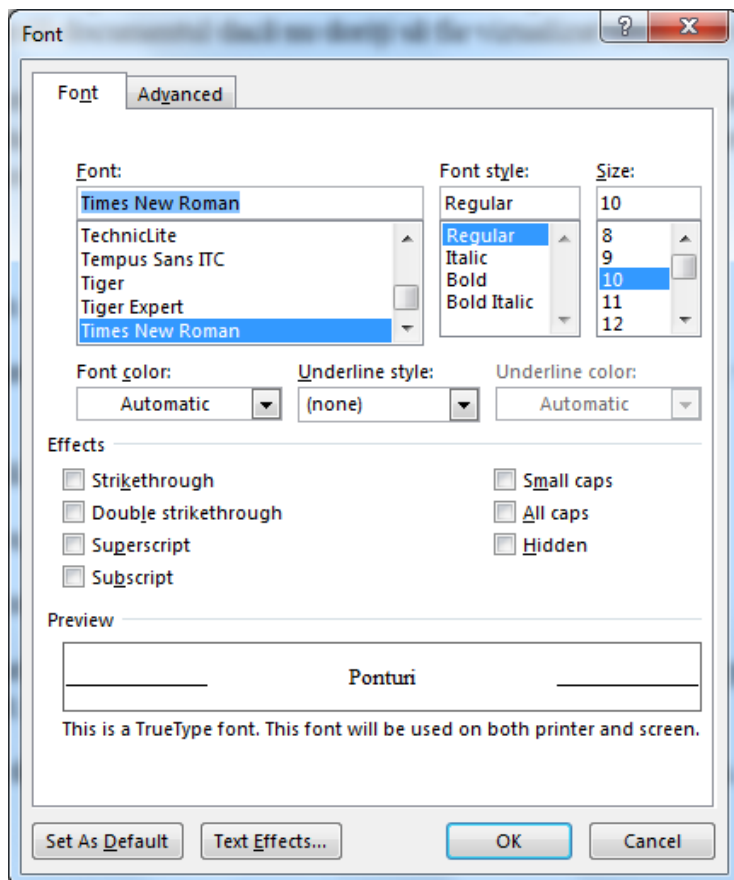 Font
Font
Advanced
Font:
Font style:
Size:
Times New Roman
Regular
10
TechnicLite
Tempus Sans ITC
Tiger
Tiger Expert
Times New Roman
Regular
Italic
Bold
Bold Italic
8
9
10
11
12
Font color:
Underline style:
Underline color:
Automatic
(none)
Automatic
Effects
Strikethrough
Small caps
Double strikethrough
All caps
Superscript
Hidden
Subscript
Preview
Ponturi
This is a TrueType font. This font will be used on both printer and screen.
Set As Default
Text Effects...
OK
Cancel